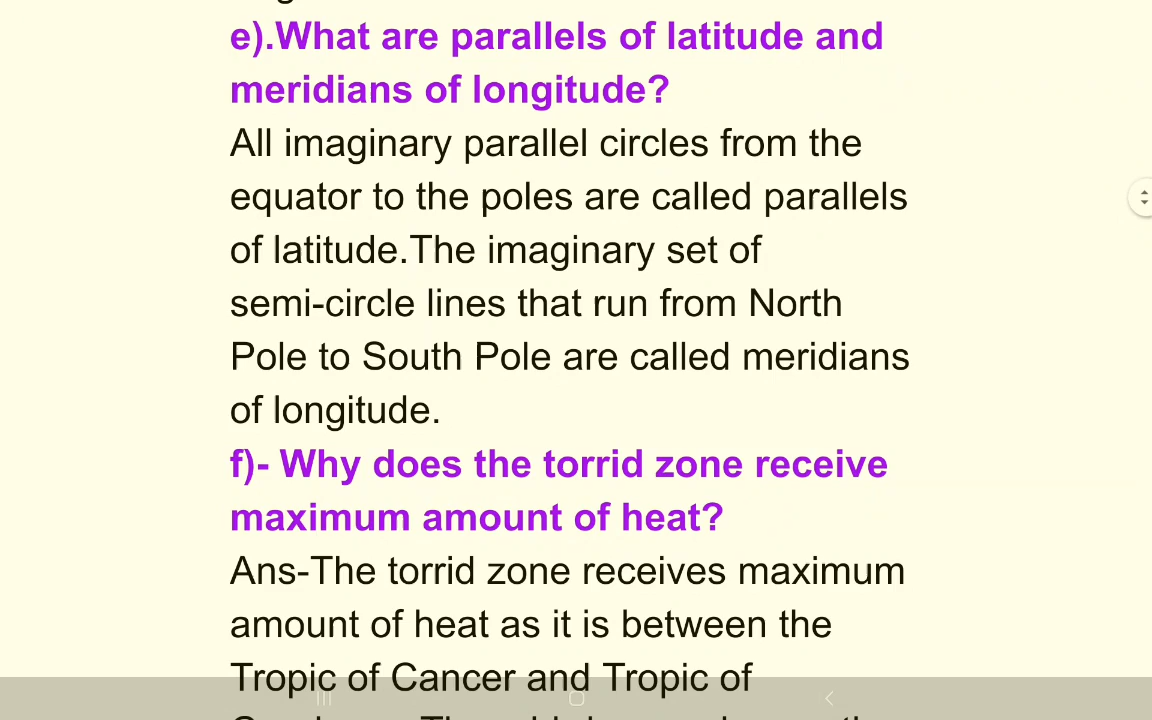 e).What are parallels of latitude and
meridians of longitude?
All imaginary parallel circles from the
equator to the poles are called parallels
of latitude.The imaginary set of
semi-circle lines that run from North
Pole to South Pole are called meridians
of longitude.
f)- Why does the torrid zone receive
maximum amount of heat?
Ans-The torrid zone receives maximum
amount of heat as it is between the
Tropic of Cancer and Tropic of